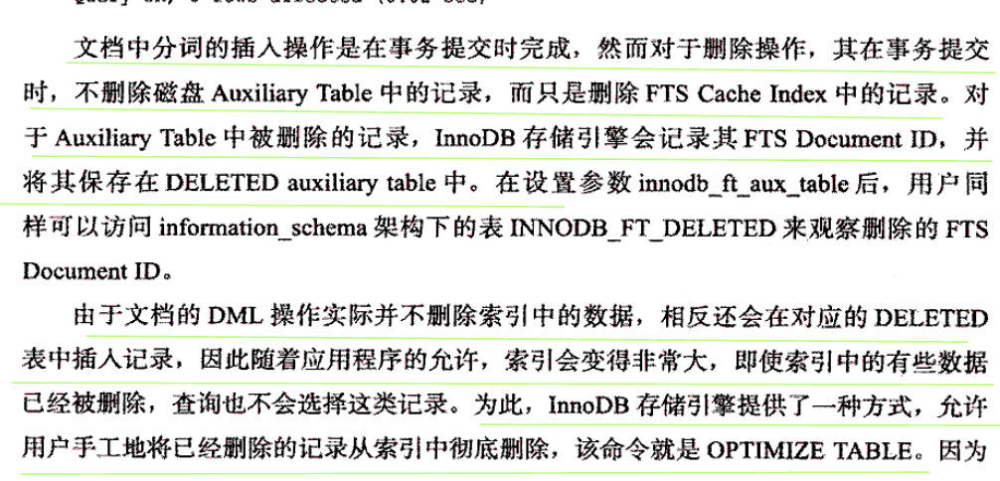 Query OK, 0 rows affected (0.02 sec)
文档中分词的插入操作是在事务提交时完成，然而对于删除操作，其在事务提交
时，不删除磁盘 Auxiliary Table 中的记录，而只是删除 FTS Cache Index 中的记录。对
于 Auxiliary Table 中被删除的记录，InnoDB 存储引擎会记录其 FTS Document ID，并
将其保存在 DELETED auxiliary table 中。在设置参数 innodb_ft_aux_table 后，用户同
样可以访问 information_schema 架构下的表 INNODB_FT_DELETED 来观察删除的 FTS
Document ID。
由于文档的 DML 操作实际并不删除索引中的数据，相反还会在对应的 DELETED
表中插入记录，因此随着应用程序的允许，索引会变得非常大，即使索引中的有些数据
已经被删除，查询也不会选择这类记录。为此，InnoDB 存储引擎提供了一种方式，允许
用户手工地将已经删除的记录从索引中彻底删除，该命令就是 OPTIMIZE TABLE。因为